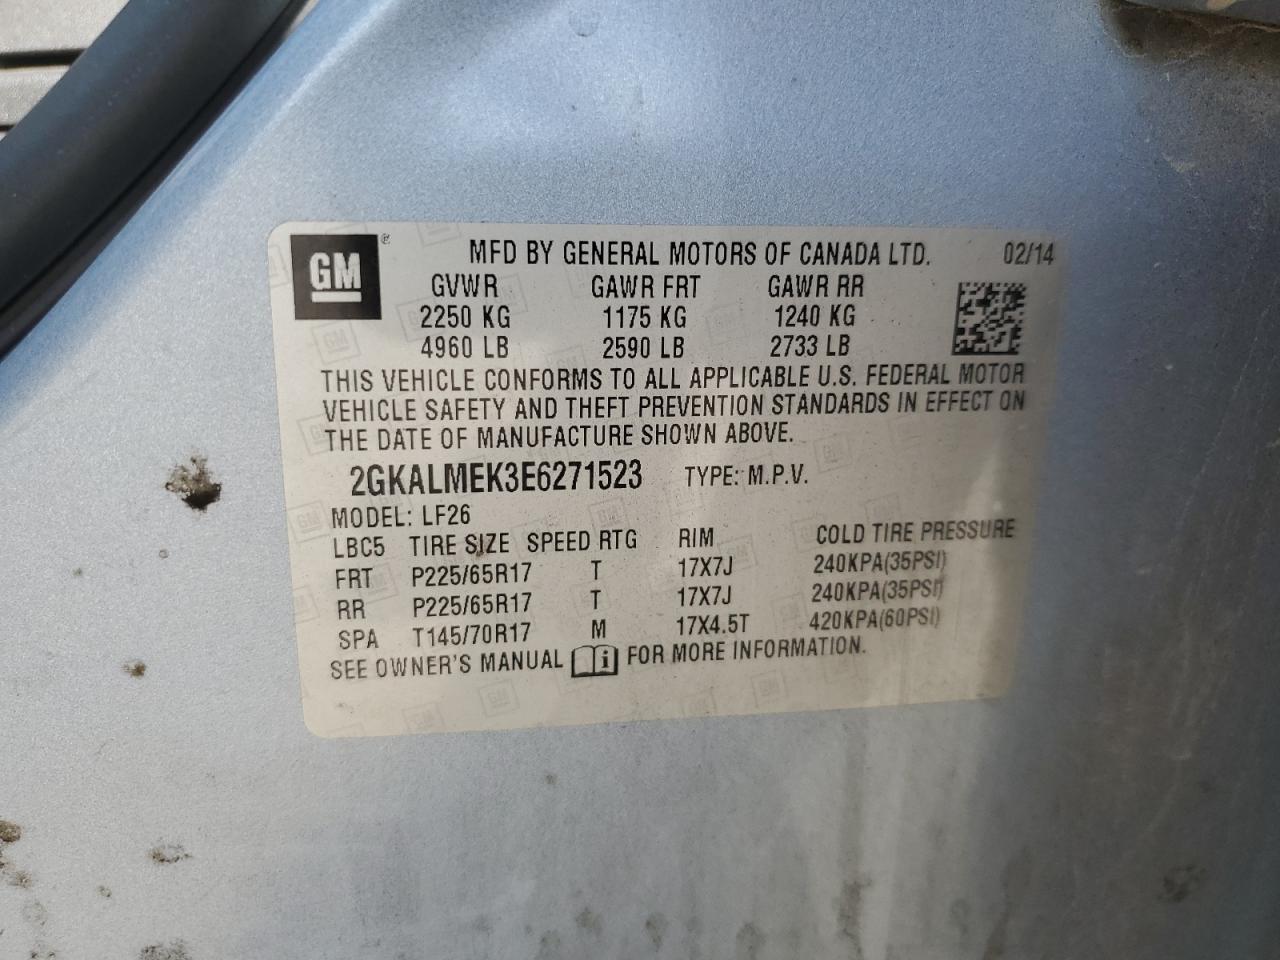 GM ®
MFD BY GENERAL MOTORS OF CANADA LTD. 02/14
GVWR GAWR FRT GAWR RR
2250 KG 1175 KG 1240 KG
4960 LB 2590 LB 2733 LB
THIS VEHICLE CONFORMS TO ALL APPLICABLE U.S. FEDERAL MOTOR
VEHICLE SAFETY AND THEFT PREVENTION STANDARDS IN EFFECT ON
THE DATE OF MANUFACTURE SHOWN ABOVE.
2GKALMEK3E6271523 TYPE: M.P.V.
MODEL: LF26
LBC5 TIRE SIZE SPEED RTG RIM COLD TIRE PRESSURE
FRT P225/65R17 T 17X7J 240KPA(35PSI)
RR P225/65R17 T 17X7J 240KPA(35PSI)
SPA T145/70R17 M 17X4.5T 420KPA(60PSI)
SEE OWNER'S MANUAL i FOR MORE INFORMATION.